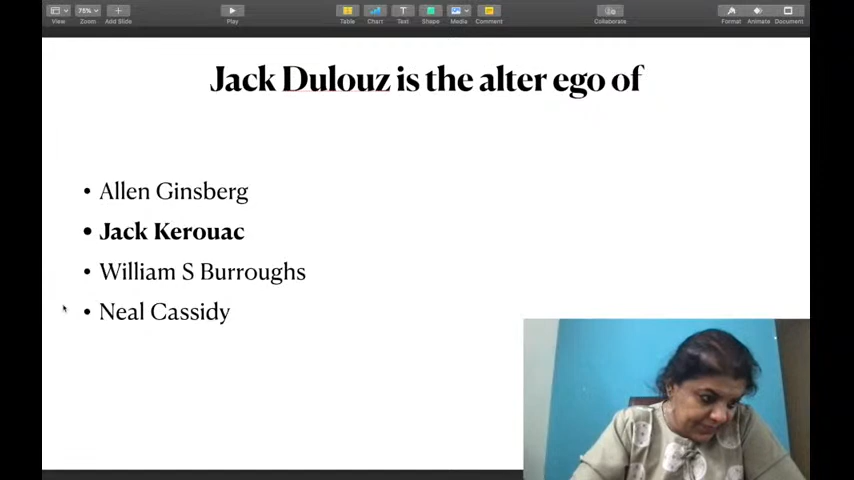 View Zoom Add Slide Play Table Chart Text Shape Media Comment Collaborate Format Animate Document
75%
Jack Dulouz is the alter ego of
• Allen Ginsberg
• Jack Kerouac
• William S Burroughs
• Neal Cassidy